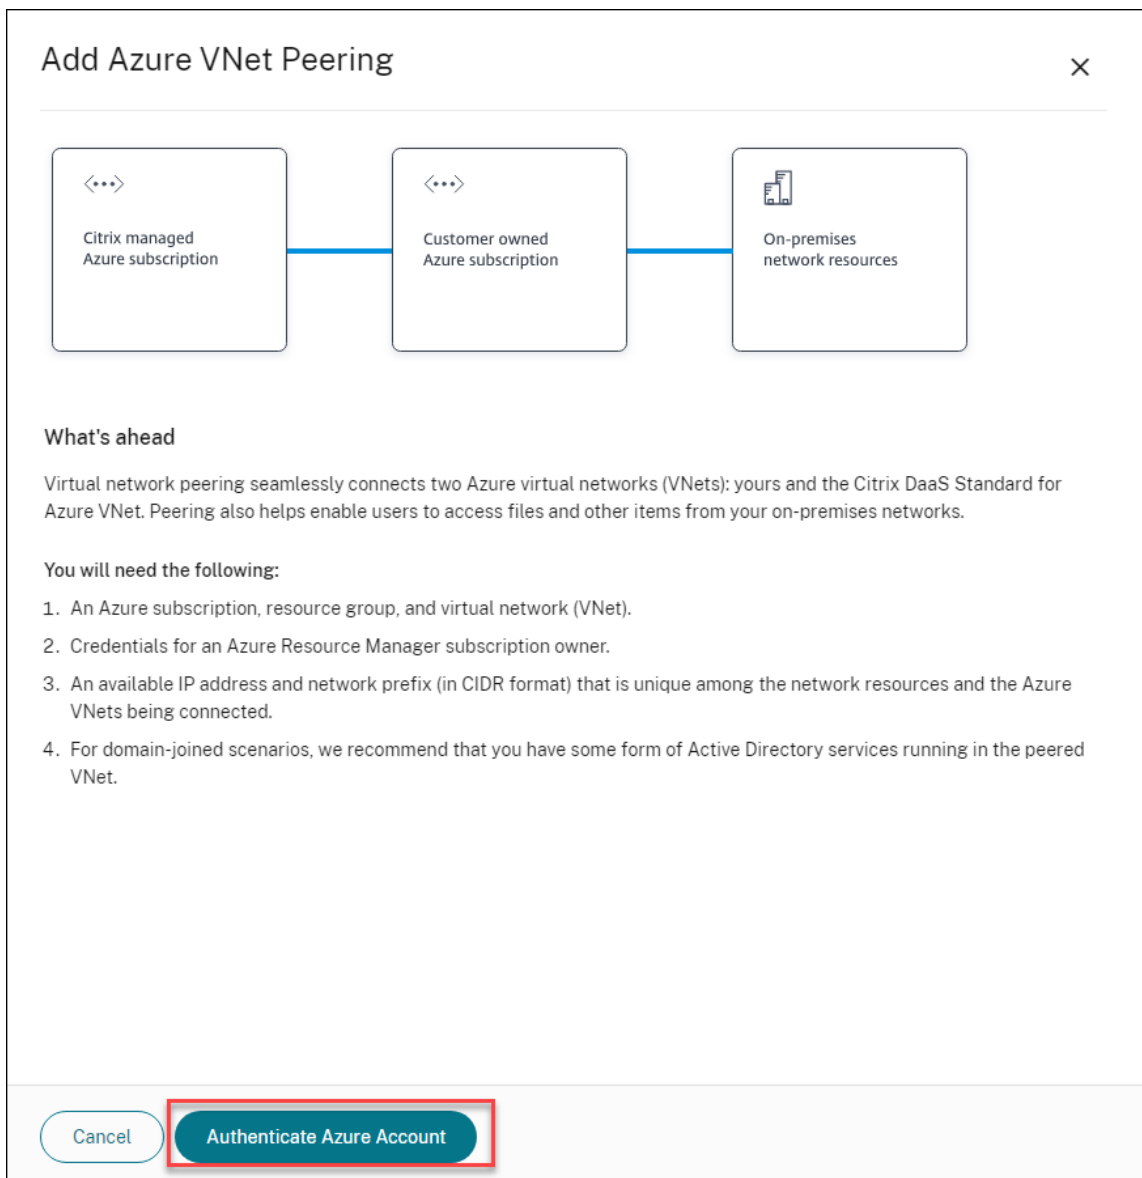 Add Azure VNet Peering
Citrix managed
Azure subscription
Customer owned
Azure subscription
On-premises
network resources
What's ahead
Virtual network peering seamlessly connects two Azure virtual networks (VNets): yours and the Citrix DaaS Standard for
Azure VNet. Peering also helps enable users to access files and other items from your on-premises networks.
You will need the following:
1. An Azure subscription, resource group, and virtual network (VNet).
2. Credentials for an Azure Resource Manager subscription owner.
3. An available IP address and network prefix (in CIDR format) that is unique among the network resources and the Azure
VNets being connected.
4. For domain-joined scenarios, we recommend that you have some form of Active Directory services running in the peered
VNet.
Cancel
Authenticate Azure Account